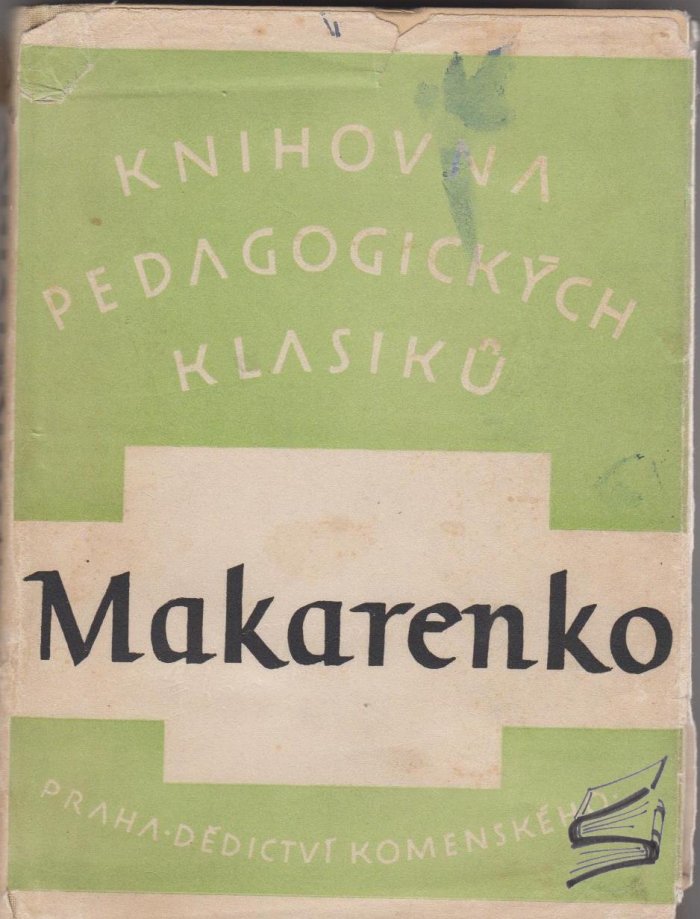 KNIHOVNA
PEDAGOGICKÝCH
KLASIKŮ
Makarenko
PRAHA·DĚDICTVÍ KOMENSKÉHO·